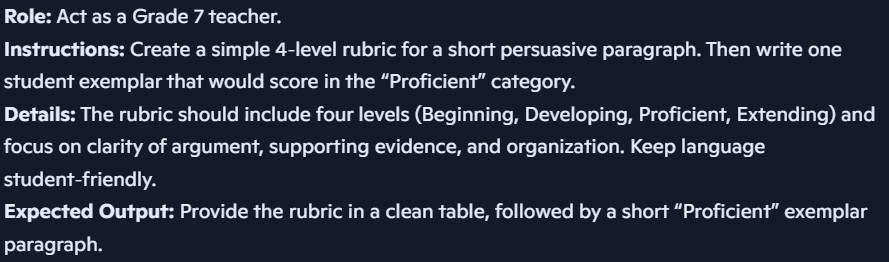 Role: Act as a Grade 7 teacher.
Instructions: Create a simple 4-level rubric for a short persuasive paragraph. Then write one
student exemplar that would score in the “Proficient” category.
Details: The rubric should include four levels (Beginning, Developing, Proficient, Extending) and
focus on clarity of argument, supporting evidence, and organization. Keep language
student-friendly.
Expected Output: Provide the rubric in a clean table, followed by a short “Proficient” exemplar
paragraph.